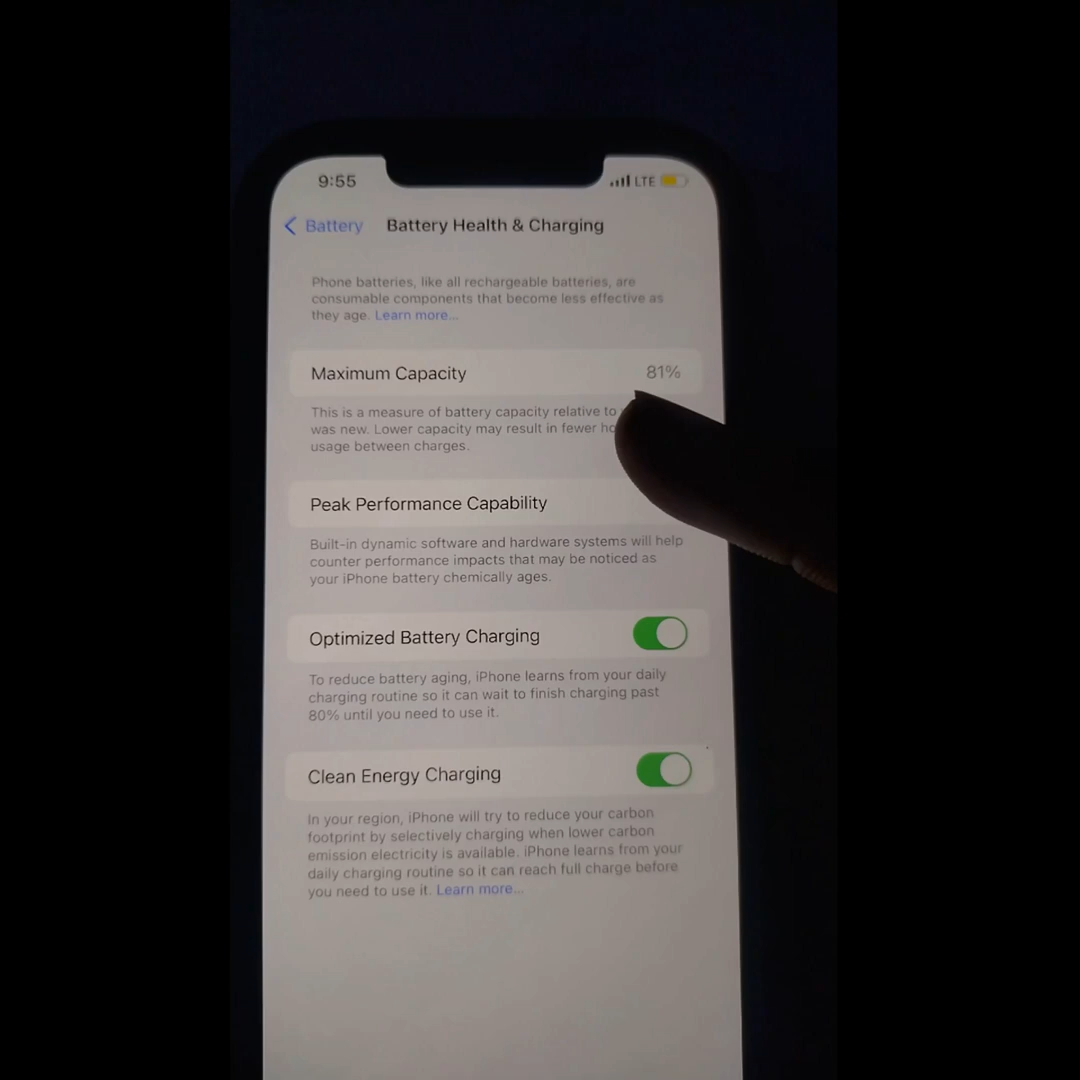 9:55
LTE
Battery
Battery Health & Charging
Phone batteries, like all rechargeable batteries, are
consumable components that become less effective as
they age. Learn more...
Maximum Capacity
81%
This is a measure of battery capacity relative to
was new. Lower capacity may result in fewer
usage between charges.
Peak Performance Capability
Built-in dynamic software and hardware systems will help
counter performance impacts that may be noticed as
your iPhone battery chemically ages.
Optimized Battery Charging
To reduce battery aging, iPhone learns from your daily
charging routine so it can wait to finish charging past
80% until you need to use it.
Clean Energy Charging
In your region, iPhone will try to reduce your carbon
footprint by selectively charging when lower carbon
emission electricity is available. iPhone learns from your
daily charging routine so it can reach full charge before
you need to use it. Learn more...